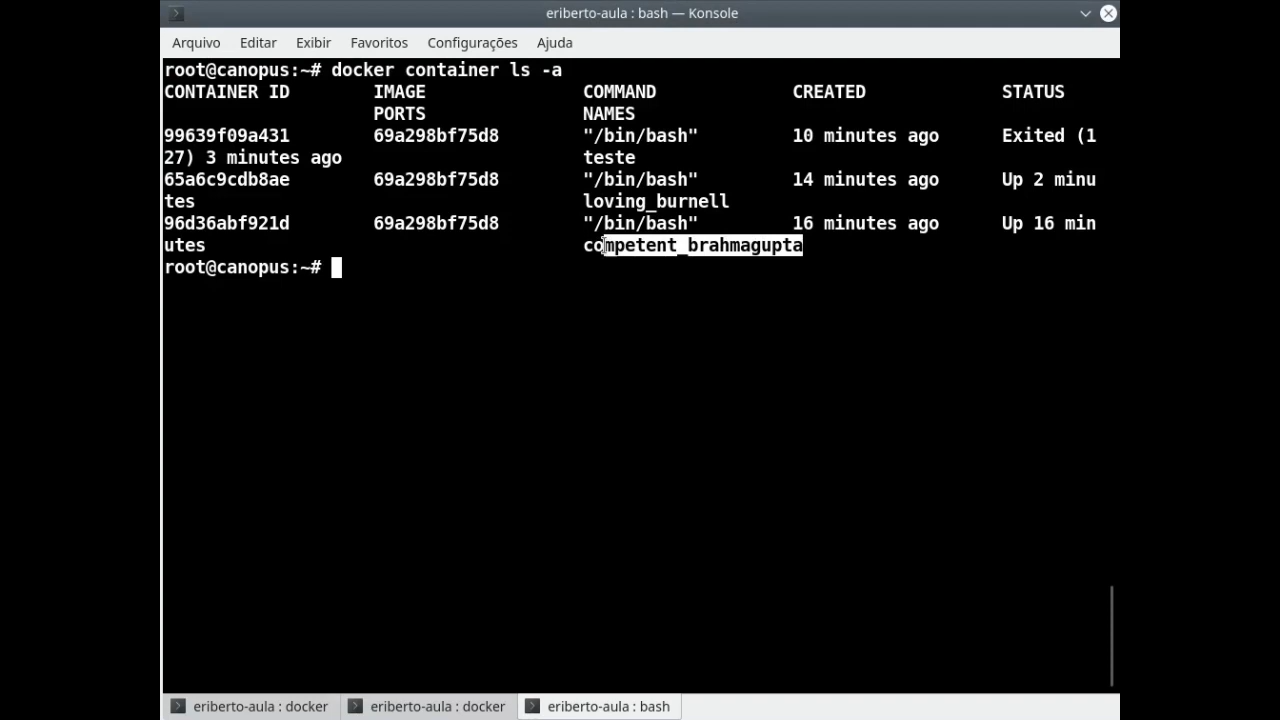 eriberto-aula : bash — Konsole
Arquivo Editar Exibir Favoritos Configurações Ajuda
root@canopus:~# docker container ls -a
CONTAINER ID        IMAGE               COMMAND             CREATED             STATUS
                    PORTS               NAMES
99639f09a431        69a298bf75d8        "/bin/bash"         10 minutes ago      Exited (1
27) 3 minutes ago                       teste
65a6c9cdb8ae        69a298bf75d8        "/bin/bash"         14 minutes ago      Up 2 minu
tes                                     loving_burnell
96d36abf921d        69a298bf75d8        "/bin/bash"         16 minutes ago      Up 16 min
utes                                    competent_brahmagupta
root@canopus:~#
eriberto-aula : docker eriberto-aula : docker eriberto-aula : bash